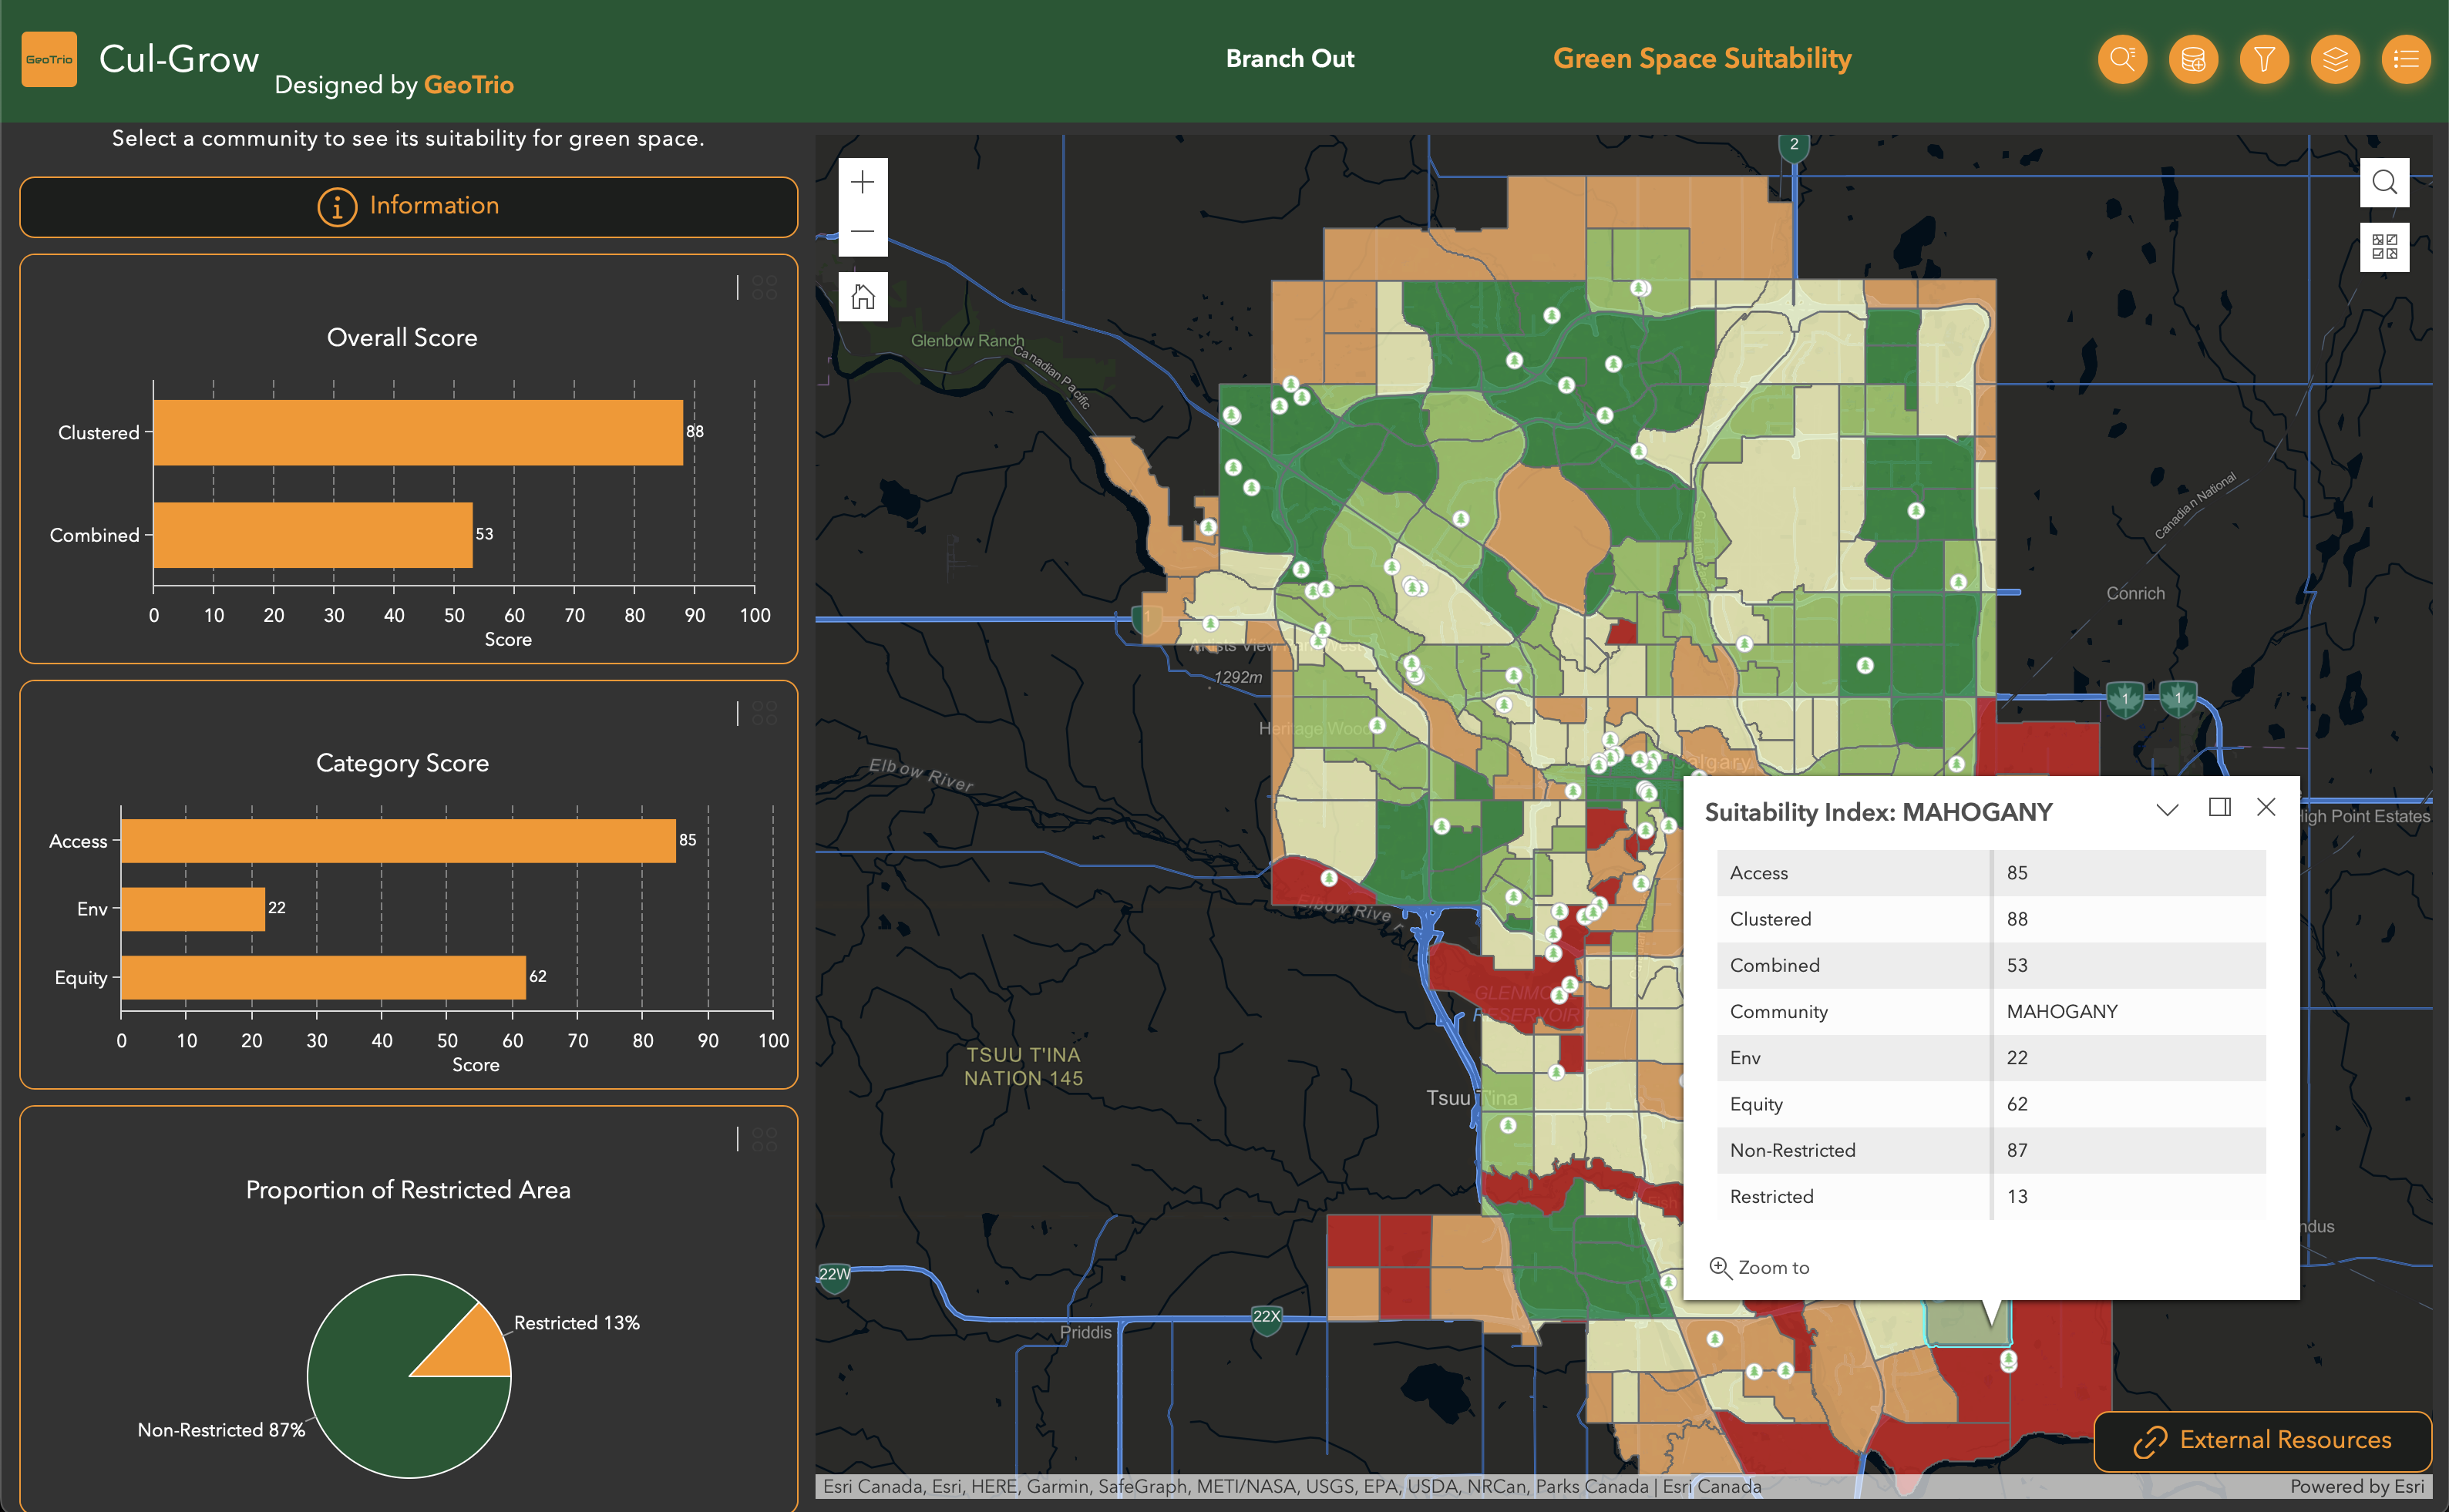 GeoTrio
Cul-Grow
Designed by GeoTrio
Branch Out
Green Space Suitability
Select a community to see its suitability for green space.
Information
Overall Score
Clustered
88
Combined
53
0 10 20 30 40 50 60 70 80 90 100
Score
Category Score
Access
85
Env
22
Equity
62
0 10 20 30 40 50 60 70 80 90 100
Score
Proportion of Restricted Area
Restricted 13%
Non-Restricted 87%
2
Glenbow Ranch
Canadian Pacific
Canadian National
Conrich
1
1292m
Heritage Wood
1
1
Calgary
Elbow River
High Point Estates
Elbow Rive
r
GLENMO
RESERVOIR
TSUU T'INA
NATION 145
Tsuu Tina
22W
22X
Priddis
ndus
Suitability Index: MAHOGANY
Access 85
Clustered 88
Combined 53
Community MAHOGANY
Env 22
Equity 62
Non-Restricted 87
Restricted 13
Zoom to
External Resources
Esri Canada, Esri, HERE, Garmin, SafeGraph, METI/NASA, USGS, EPA, USDA, NRCan, Parks Canada | Esri Canada
Powered by Esri